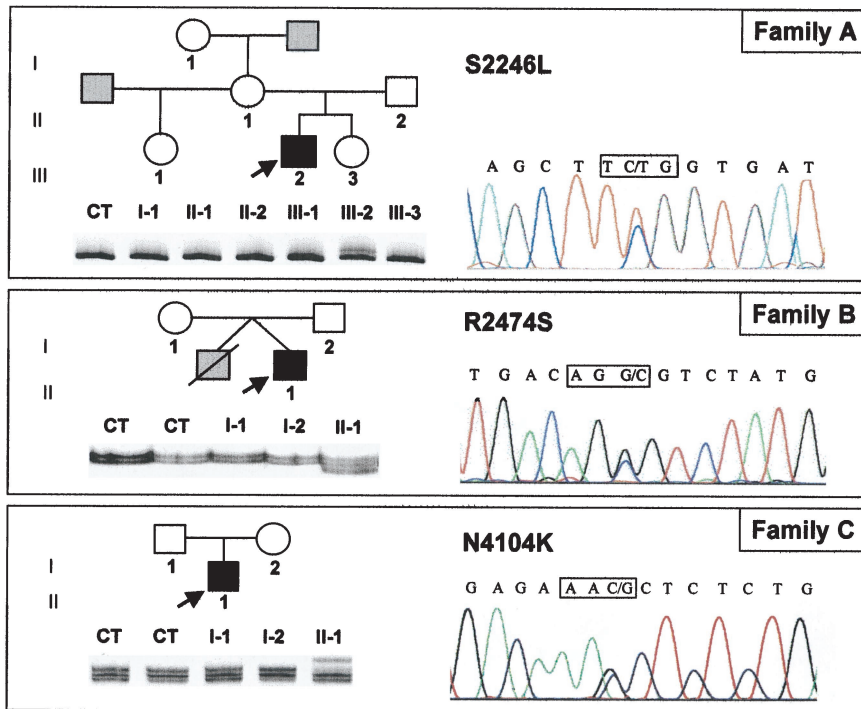 Family A
I
1
S2246L
II
1
2
III
1
2
3
A G C T T C/T G G T G A T
CT I-1 II-1 II-2 III-1 III-2 III-3
Family B
R2474S
I
1
2
II
1
T G A C A G G/C G T C T A T G
CT CT I-1 I-2 II-1
Family C
N4104K
I
1
2
II
1
G A G A A A C/G C T C T C T G
CT CT I-1 I-2 II-1